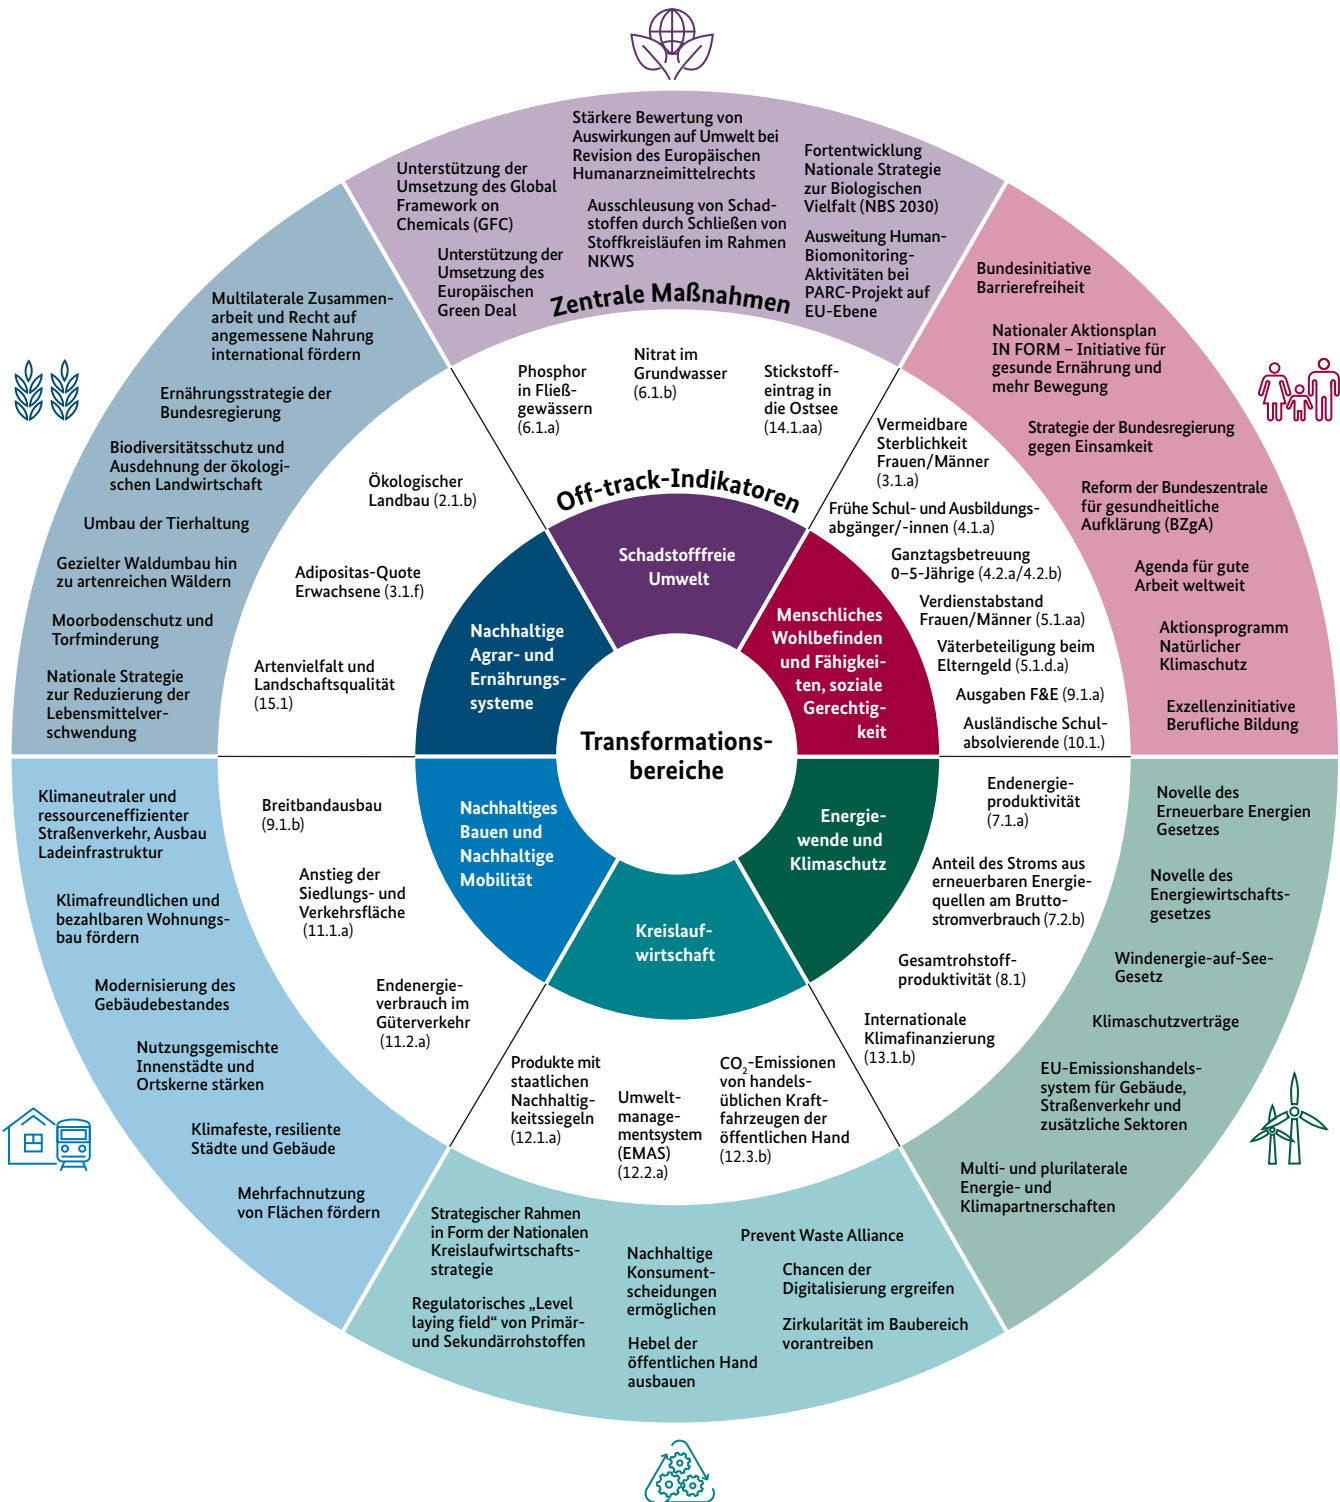 Stärkere Bewertung von
Auswirkungen auf Umwelt bei
Revision des Europäischen
Humanarzneimittelrechts
Unterstützung der
Umsetzung des Global
Framework on
Chemicals (GFC)
Fortentwicklung
Nationale Strategie
zur Biologischen
Vielfalt (NBS 2030)
Ausschleusung von Schad-
stoffen durch Schließen von
Stoffkreisläufen im Rahmen
NKWS
Unterstützung der
Umsetzung des
Europäischen
Green Deal
Ausweitung Human-
Biomonitoring-
Aktivitäten bei
PARC-Projekt auf
EU-Ebene
Zentrale Maßnahmen
Phosphor
in Fließ-
gewässern
(6.1.a)
Nitrat im
Grundwasser
(6.1.b)
Stickstoff-
eintrag in
die Ostsee
(14.1.aa)
Off-track-Indikatoren
Schadstofffreie
Umwelt
Bundesinitiative
Barrierefreiheit
Nationaler Aktionsplan
IN FORM – Initiative für
gesunde Ernährung und
mehr Bewegung
Strategie der Bundesregierung
gegen Einsamkeit
Reform der Bundeszentrale
für gesundheitliche
Aufklärung (BZgA)
Agenda für gute
Arbeit weltweit
Aktionsprogramm
Natürlicher
Klimaschutz
Exzellenzinitiative
Berufliche Bildung
Vermeidbare
Sterblichkeit
Frauen/Männer
(3.1.a)
Frühe Schul- und Ausbildungs-
abgänger/-innen (4.1.a)
Ganztagsbetreuung
0–5-Jährige (4.2.a/4.2.b)
Verdienstabstand
Frauen/Männer (5.1.aa)
Väterbeteiligung beim
Elterngeld (5.1.d.a)
Ausgaben F&E (9.1.a)
Ausländische Schul-
absolvierende (10.1.)
Menschliches
Wohlbefinden
und Fähigkei-
ten, soziale
Gerechtig-
keit
Multilaterale Zusammen-
arbeit und Recht auf
angemessene Nahrung
international fördern
Ernährungsstrategie der
Bundesregierung
Biodiversitätsschutz und
Ausdehnung der ökologi-
schen Landwirtschaft
Umbau der Tierhaltung
Gezielter Waldumbau hin
zu artenreichen Wäldern
Moorbodenschutz und
Torfminderung
Nationale Strategie
zur Reduzierung der
Lebensmittelver-
schwendung
Ökologischer
Landbau (2.1.b)
Adipositas-Quote
Erwachsene (3.1.f)
Artenvielfalt und
Landschaftsqualität
(15.1)
Nachhaltige
Agrar- und
Ernährungs-
systeme
Transformations-
bereiche
Klimaneutraler und
ressourceneffizienter
Straßenverkehr, Ausbau
Ladeinfrastruktur
Klimafreundlichen und
bezahlbaren Wohnungs-
bau fördern
Modernisierung des
Gebäudebestandes
Nutzungsgemischte
Innenstädte und
Ortskerne stärken
Klimafeste, resiliente
Städte und Gebäude
Mehrfachnutzung
von Flächen fördern
Breitbandausbau
(9.1.b)
Anstieg der
Siedlungs- und
Verkehrsfläche
(11.1.a)
Endenergie-
verbrauch im
Güterverkehr
(11.2.a)
Nachhaltiges
Bauen und
Nachhaltige
Mobilität
Energie-
wende und
Klimaschutz
Endenergie-
produktivität
(7.1.a)
Anteil des Stroms aus
erneuerbaren Energie-
quellen am Brutto-
stromverbrauch (7.2.b)
Gesamtrohstoff-
produktivität (8.1)
Internationale
Klimafinanzierung
(13.1.b)
Novelle des
Erneuerbare Energien
Gesetzes
Novelle des
Energiewirtschafts-
gesetzes
Windenergie-auf-See-
Gesetz
Klimaschutzverträge
EU-Emissionshandels-
system für Gebäude,
Straßenverkehr und
zusätzliche Sektoren
Multi- und plurilaterale
Energie- und
Klimapartnerschaften
Kreislauf-
wirtschaft
Produkte mit
staatlichen
Nachhaltig-
keitssiegeln
(12.1.a)
Umwelt-
manage-
mentsystem
(EMAS)
(12.2.a)
CO₂-Emissionen
von handels-
üblichen Kraft-
fahrzeugen der
öffentlichen Hand
(12.3.b)
Strategischer Rahmen
in Form der Nationalen
Kreislaufwirtschafts-
strategie
Regulatorisches „Level
laying field“ von Primär-
und Sekundärrohstoffen
Nachhaltige
Konsument-
scheidungen
ermöglichen
Hebel der
öffentlichen Hand
ausbauen
Prevent Waste Alliance
Chancen der
Digitalisierung ergreifen
Zirkularität im Baubereich
vorantreiben